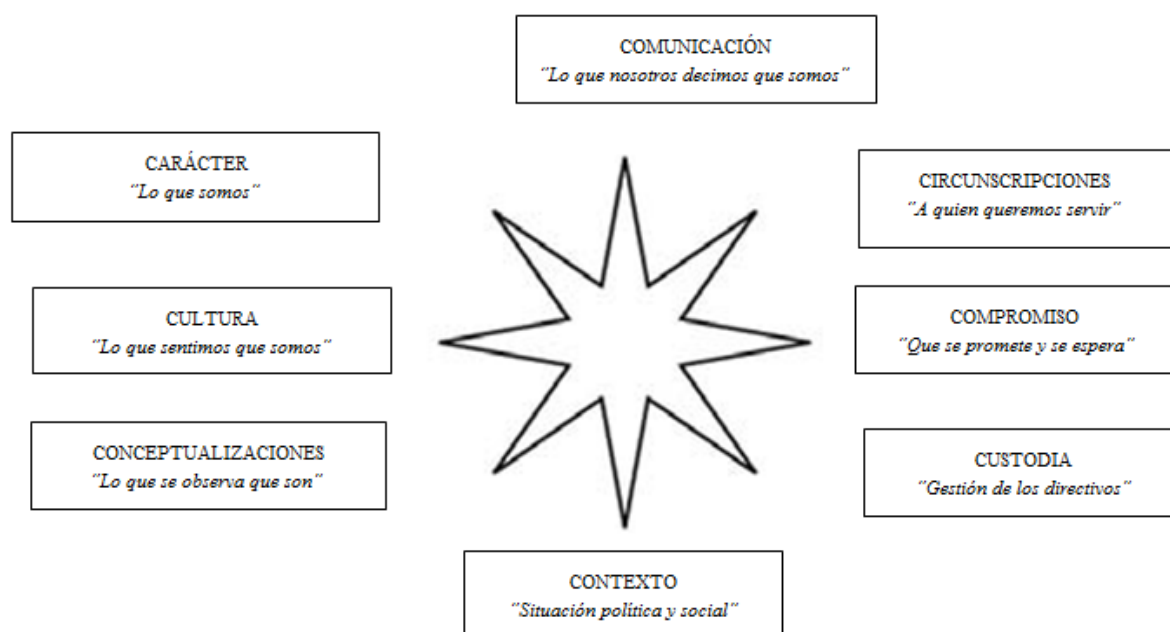 COMUNICACIÓN
"Lo que nosotros decimos que somos"
CARÁCTER
"Lo que somos"
CIRCUNSCRIPCIONES
"A quien queremos servir"
CULTURA
"Lo que sentimos que somos"
COMPROMISO
"Que se promete y se espera"
CONCEPTUALIZACIONES
"Lo que se observa que son"
CUSTODIA
"Gestión de los directivos"
CONTEXTO
"Situación política y social"